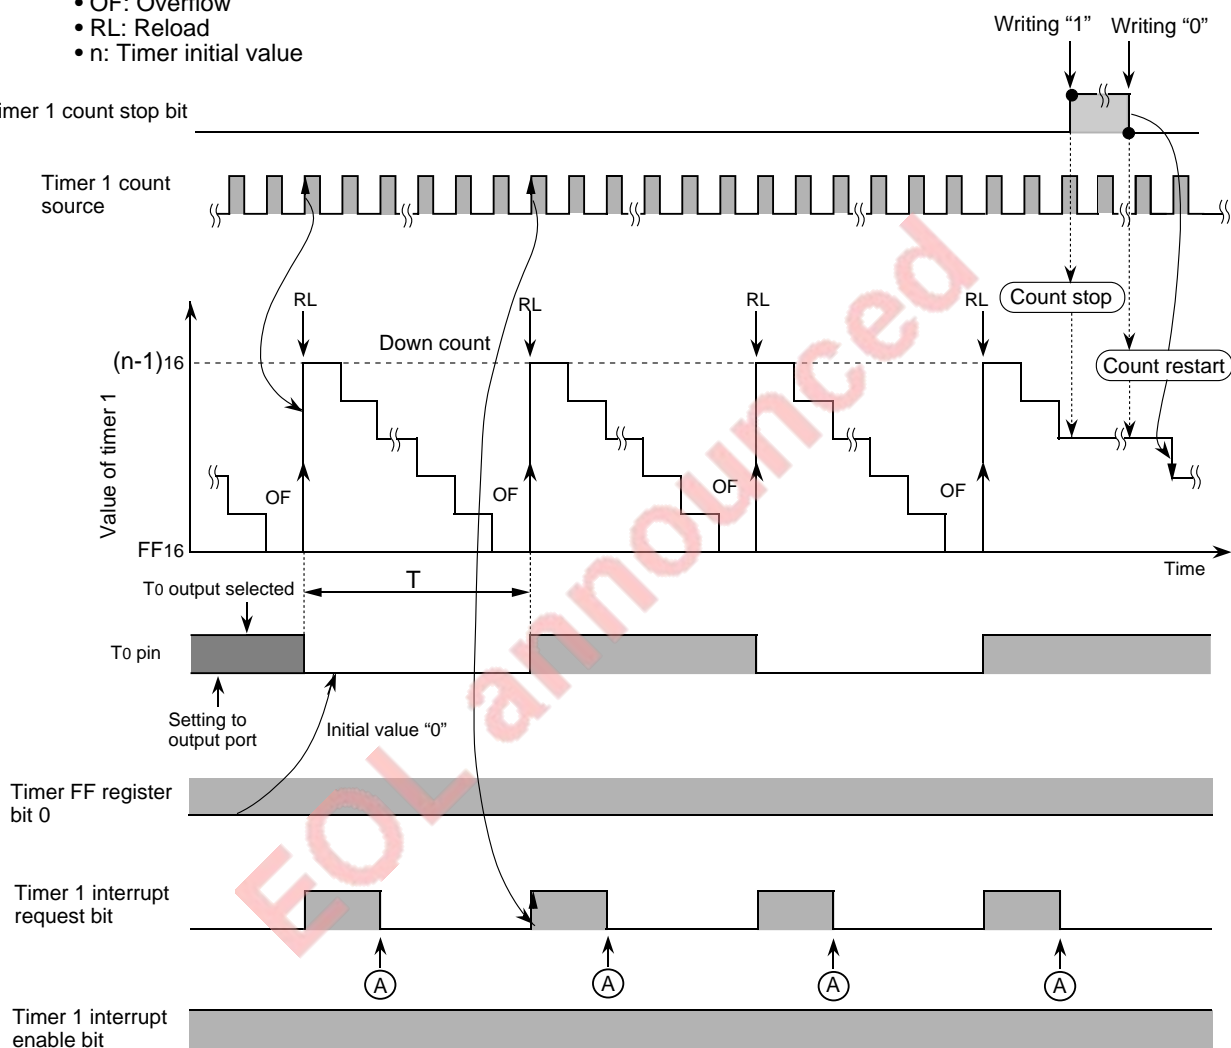 • OF: Overflow
• RL: Reload
• n: Timer initial value
Writing “1” Writing “0”
imer 1 count stop bit
Timer 1 count
source
RL
RL
RL
RL
Count stop
(n-1)16
Down count
Count restart
Value of timer 1
OF
OF
OF
OF
FF16
Time
T0 output selected
T
T0 pin
Setting to
output port
Initial value “0”
Timer FF register
bit 0
Timer 1 interrupt
request bit
A
A
A
A
Timer 1 interrupt
enable bit
EOL announced